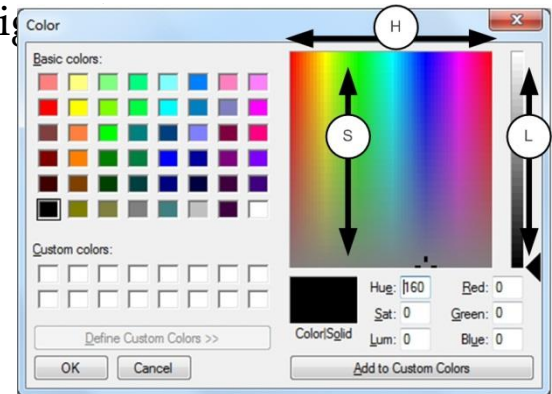 ig
Color
H
Basic colors:
S
L
Custom colors:
Define Custom Colors >>
OK
Cancel
Color|Solid
Hue: 160
Red: 0
Sat: 0
Green: 0
Lum: 0
Blue: 0
Add to Custom Colors